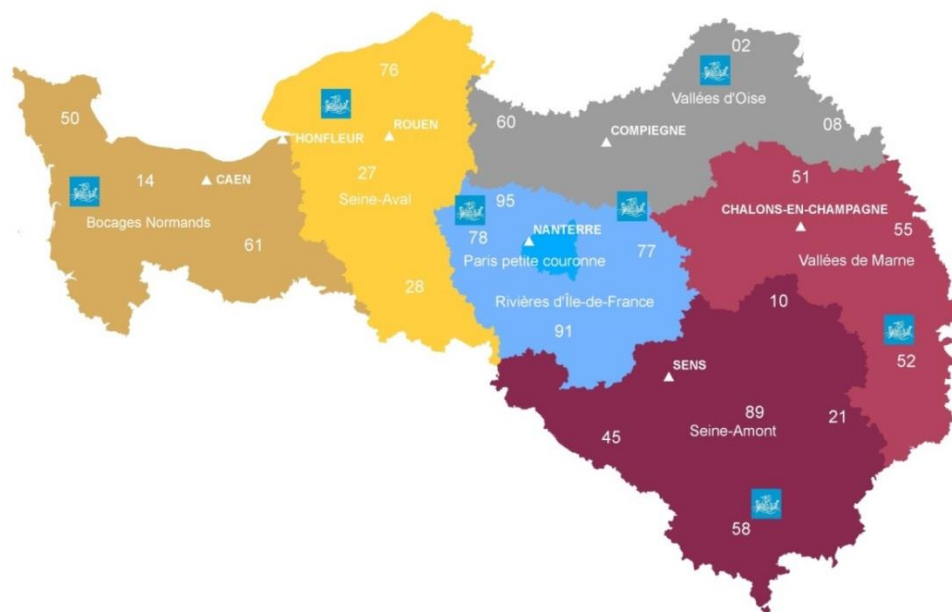 02
76
Vallées d'Oise
50
60
08
ROUEN
HONFLEUR
COMPIEGNE
27
14
CAEN
51
Seine-Aval
95
CHALONS-EN-CHAMPAGNE
Bocages Normands
NANTERRE
55
78
77
Paris petite couronne
Vallées de Marne
61
28
Rivières d'Île-de-France
10
91
52
SENS
89
21
45
Seine-Amont
58